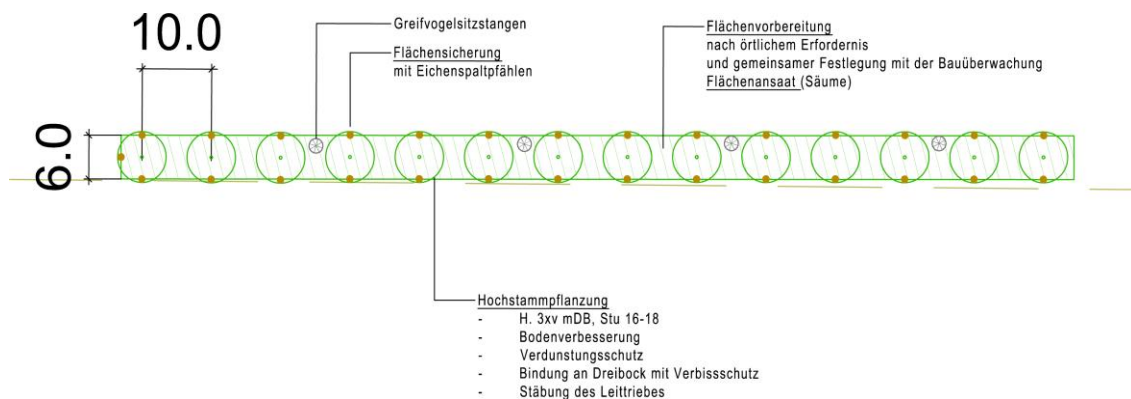 10.0
6.0
Greifvogelsitzstangen
Flächensicherung
mit Eichenspaltpfählen
Flächenvorbereitung
nach örtlichem Erfordernis
und gemeinsamer Festlegung mit der Bauüberwachung
Flächenansaat (Säume)
Hochstammpflanzung
- H. 3xv mDB, Stu 16-18
- Bodenverbesserung
- Verdunstungsschutz
- Bindung an Dreibock mit Verbissschutz
- Stäbung des Leittriebes